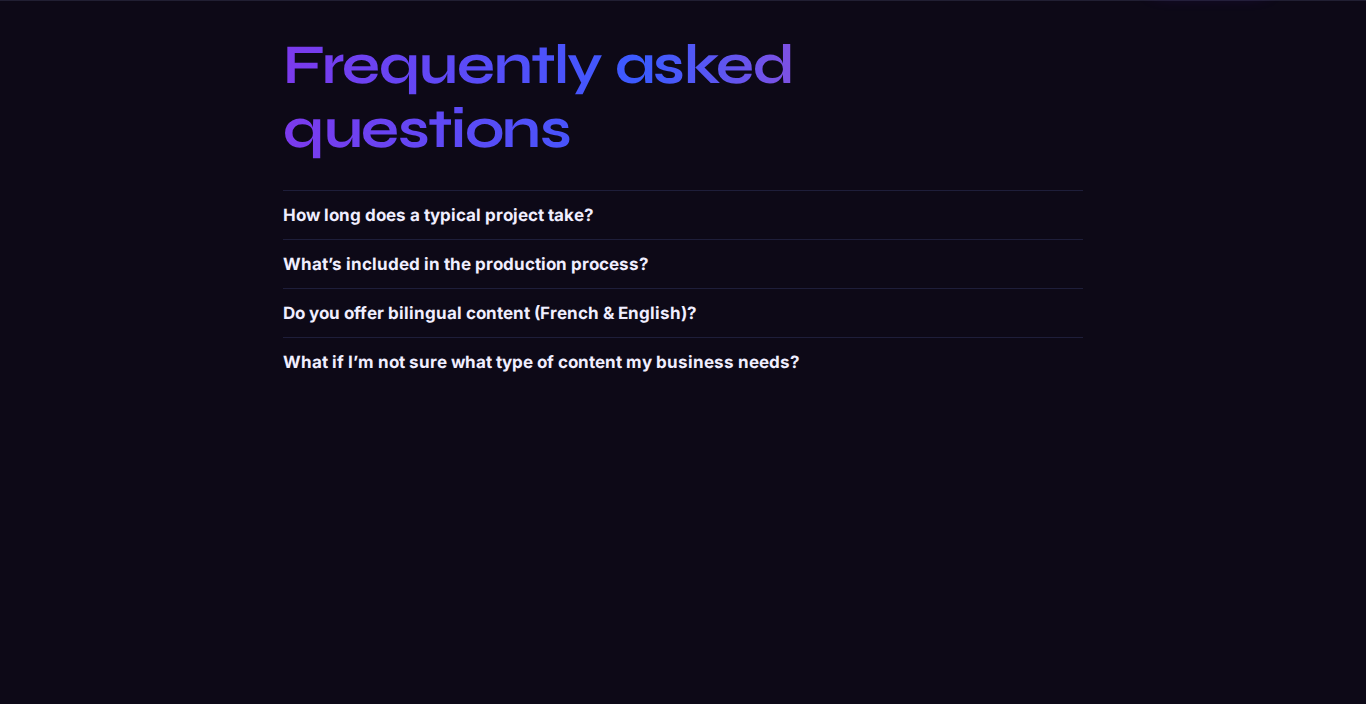 Frequently asked
questions
How long does a typical project take?
What’s included in the production process?
Do you offer bilingual content (French & English)?
What if I’m not sure what type of content my business needs?